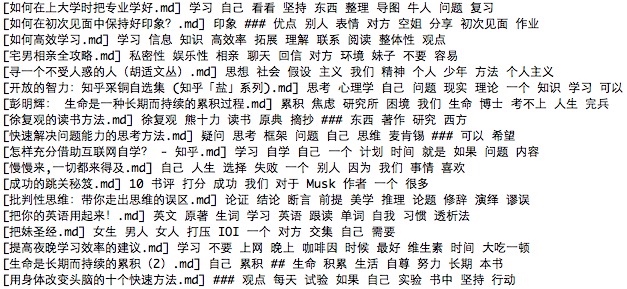 [如何在上大学时把专业学好.md] 学习 自己 看看 坚持 东西 整理 导图 牛人 问题 复习
[如何在初次见面中保持好印象?.md] 印象 ### 优点 别人 表情 对方 空姐 分享 初次见面 作业
[如何高效学习.md] 学习 信息 知识 高效率 拓展 理解 联系 阅读 整体性 观点
[宅男相亲全攻略.md] 私密性 娱乐性 相亲 聊天 回信 对方 环境 妹子 不要 容易
[寻一个不受人惑的人(胡适文丛).md] 思想 社会 假设 主义 我们 精神 个人 少年 方法 个人主义
[开放的智力: 知乎采铜自选集 (知乎「盐」系列).md] 思考 心理学 自己 问题 现实 理论 一个 知识 学习 可以
[彭明辉: 生命是一种长期而持续的累积过程.md] 累积 焦虑 研究所 困境 我们 生命 博士 考不上 人生 完兵
[徐复观的读书方法.md] 徐复观 熊十力 读书 原典 摘抄 ### 东西 著作 研究 西方
[快速解决问题能力的思考方法.md] 疑问 思考 框架 问题 自己 思维 麦肯锡 ### 可以 希望
[怎样充分借助互联网自学? - 知乎.md] 学习 自学 自己 一个 计划 时间 就是 如果 问题 内容
[慢慢来,一切都来得及.md] 自己 人生 选择 失败 一个 别人 因为 我们 事情 喜欢
[成功的跳关秘笈.md] 10 书评 打分 成功 我们 对于 Musk 作者 一个 很多
[批判性思维: 带你走出思维的误区.md] 论证 结论 断言 前提 美学 推理 论题 修辞 演绎 谬误
[把你的英语用起来! .md] 英文 原著 生词 学习 英语 跟读 单词 自我 习惯 透析法
[把妹圣经.md] 女生 男人 女人 打压 IOI 一个 对方 交集 自己 需要
[提高夜晚学习效率的建议.md] 学习 不要 上网 晚上 咖啡因 时候 最好 维生素 时间 大吃一顿
[生命是长期而持续的累积 (2) .md] 自己 累积 ## 生命 积累 生活 自尊 努力 长期 本书
[用身体改变头脑的十个快速方法.md] ### 观点 每天 试验 如果 自己 实验 书中 坚持 行动